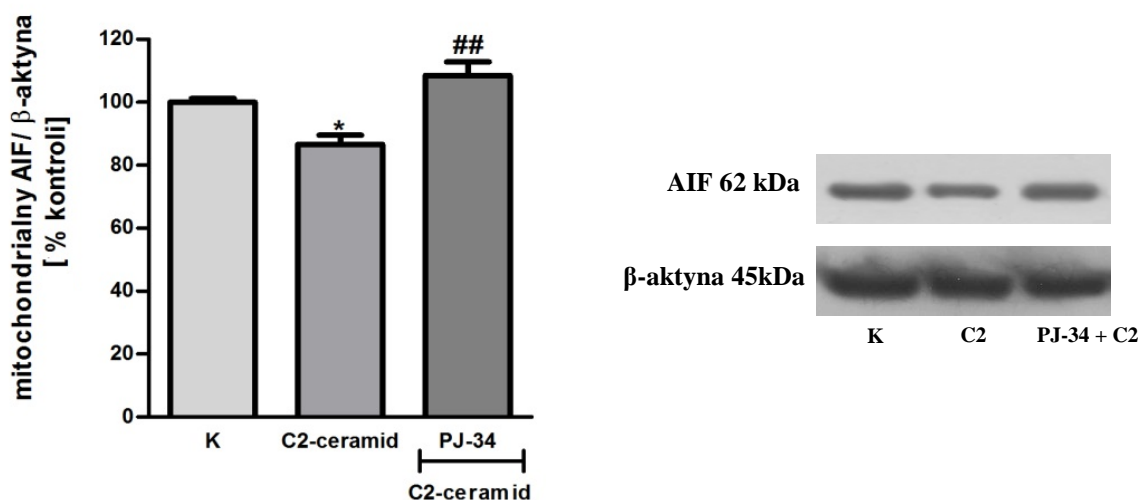 mitochondrialny AIF/ β-aktyna
[ % kontroli]
120
100
80
60
40
20
0
*
##
K
C2-ceramid
PJ-34
C2-ceramid
AIF 62 kDa
β-aktyna 45kDa
K
C2
PJ-34 + C2